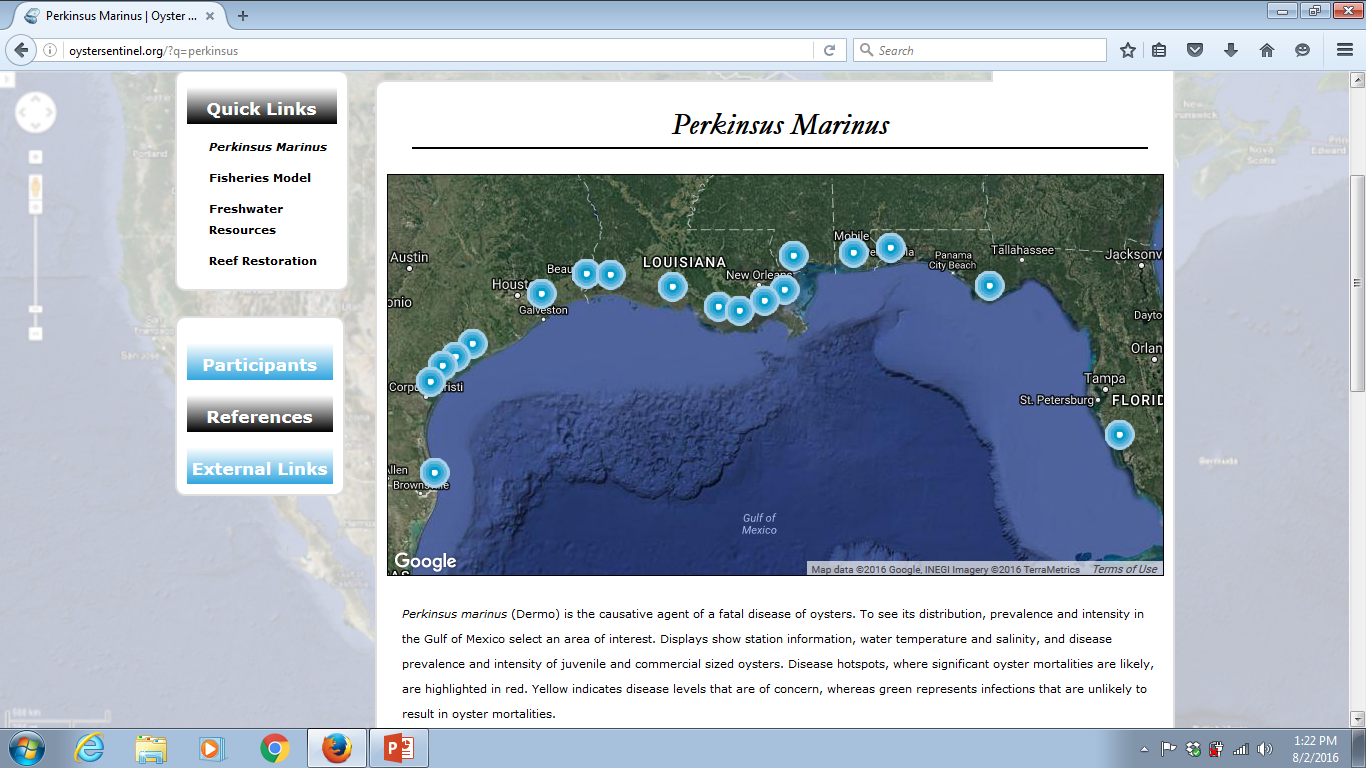 Perkinsus Marinus | Oyster ...
oystersentinel.org/?q=perkinsus
Search
Quick Links
Perkinsus Marinus
Fisheries Model
Freshwater
Resources
Reef Restoration
Participants
References
External Links
Perkinsus Marinus
Austin
onio
Houst
Beau
Galveston
LOUISIANA
New Orleans
Mobile
Panama
City Beach
Tallahassee
Jacksonv
Dayto
Orlan
Tampa
St. Petersburg
FLORID
Corpu
risti
llen
Browns
Gulf of
Mexico
Google
Map data ©2016 Google, INEGI Imagery ©2016 TerraMetrics
Terms of Use
Perkinsus marinus (Dermo) is the causative agent of a fatal disease of oysters. To see its distribution, prevalence and intensity in
the Gulf of Mexico select an area of interest. Displays show station information, water temperature and salinity, and disease
prevalence and intensity of juvenile and commercial sized oysters. Disease hotspots, where significant oyster mortalities are likely,
are highlighted in red. Yellow indicates disease levels that are of concern, whereas green represents infections that are unlikely to
result in oyster mortalities.
1:22 PM
8/2/2016